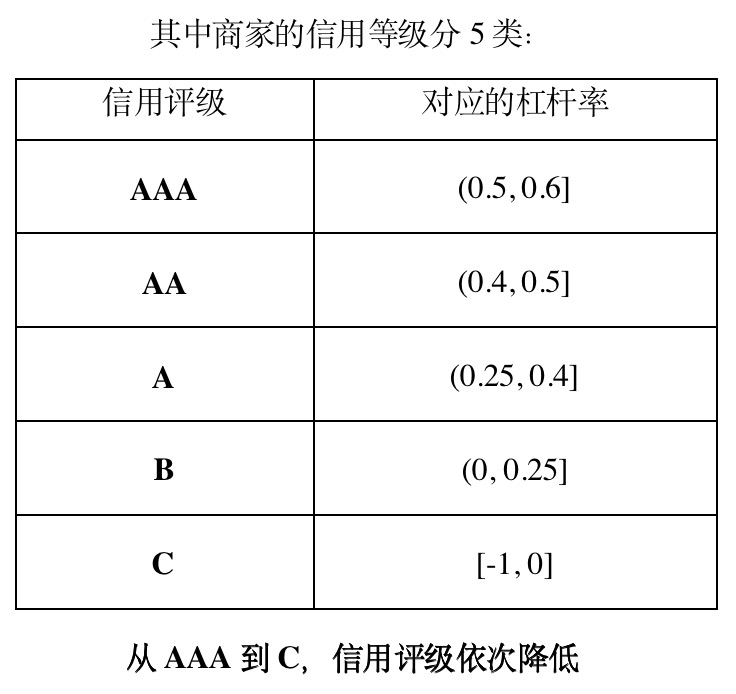 其中商家的信用等级分 5 类：
信用评级 对应的杠杆率
AAA (0.5, 0.6]
AA (0.4, 0.5]
A (0.25, 0.4]
B (0, 0.25]
C [-1, 0]
从 AAA 到 C，信用评级依次降低